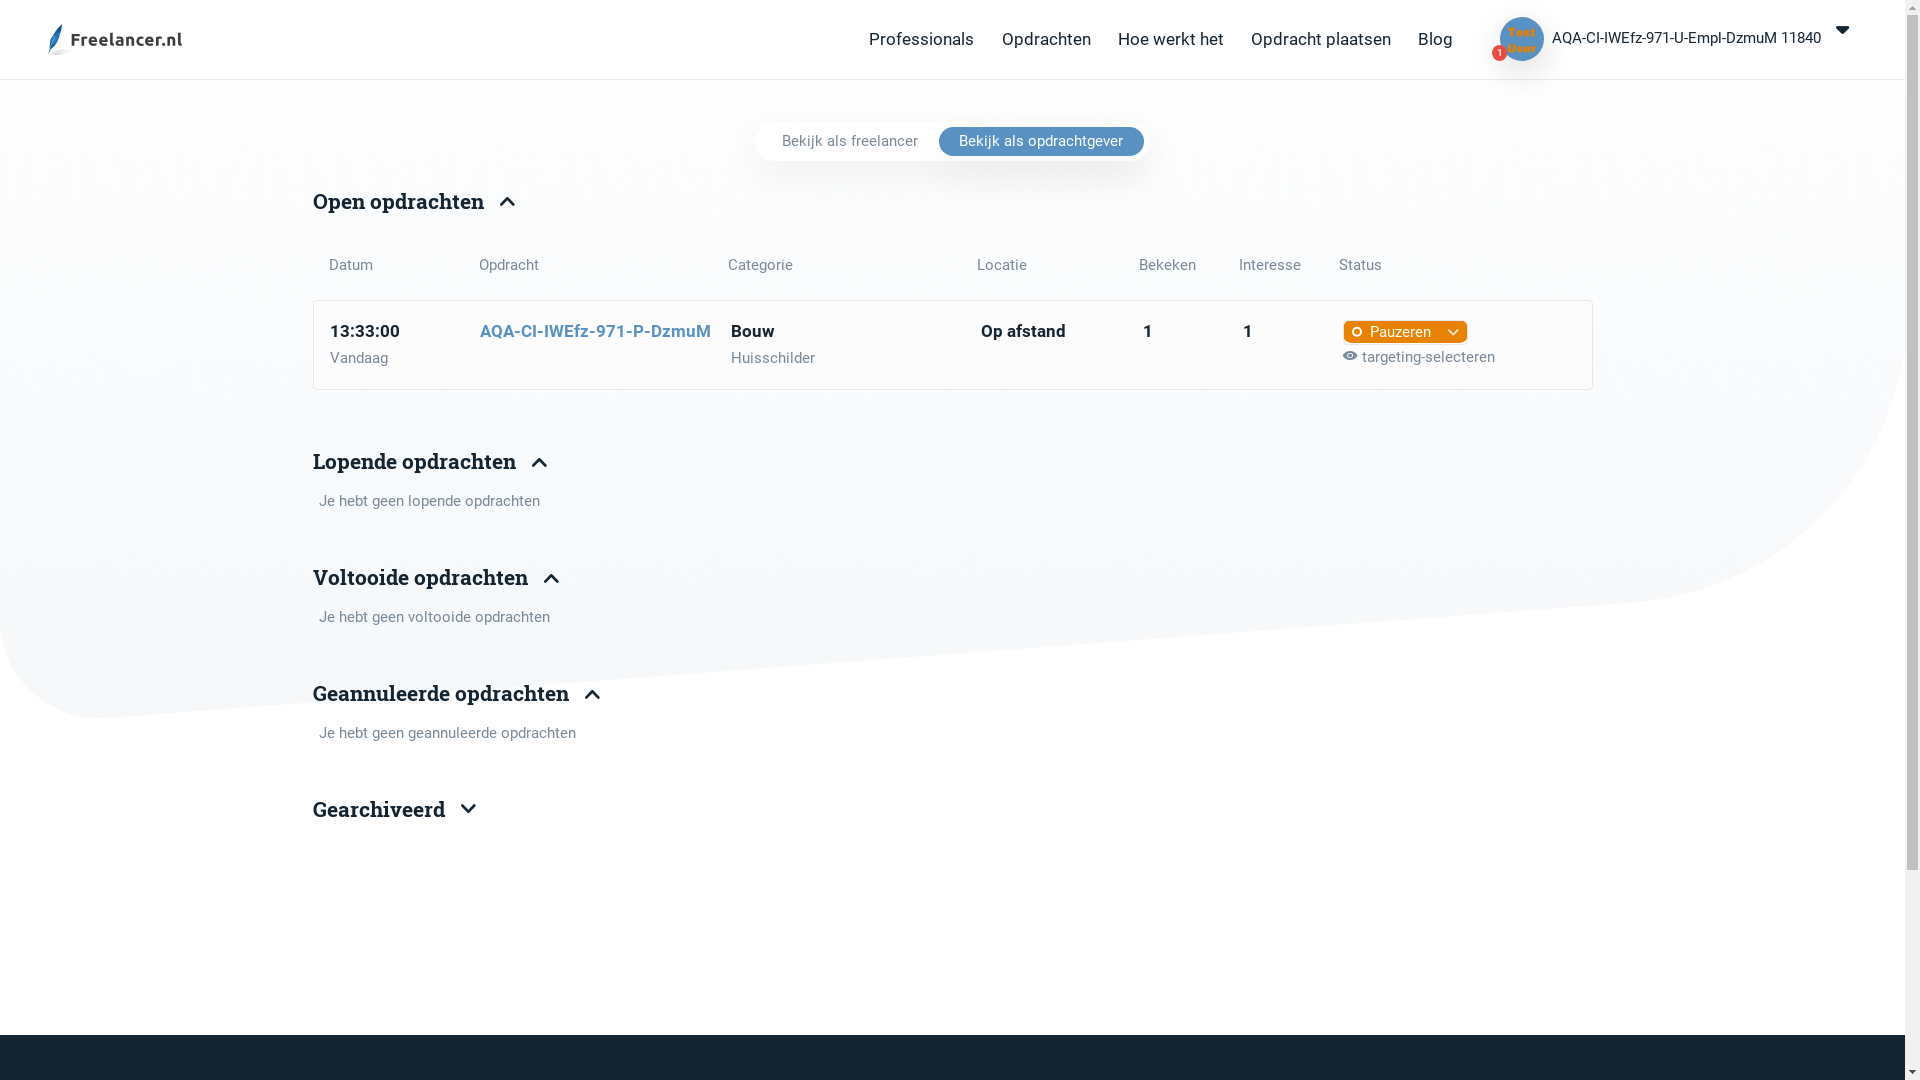 Freelancer.nl
Professionals
Opdrachten
Hoe werkt het
Opdracht plaatsen
Blog
Test
User
1
AQA-CI-IWEfz-971-U-Empl-DzmuM 11840
Bekijk als freelancer
Bekijk als opdrachtgever
Open opdrachten
Datum
Opdracht
Categorie
Locatie
Bekeken
Interesse
Status
13:33:00
Vandaag
AQA-CI-IWEfz-971-P-DzmuM
Bouw
Huisschilder
Op afstand
1
1
Pauzeren
targeting-selecteren
Lopende opdrachten
Je hebt geen lopende opdrachten
Voltooide opdrachten
Je hebt geen voltooide opdrachten
Geannuleerde opdrachten
Je hebt geen geannuleerde opdrachten
Gearchiveerd